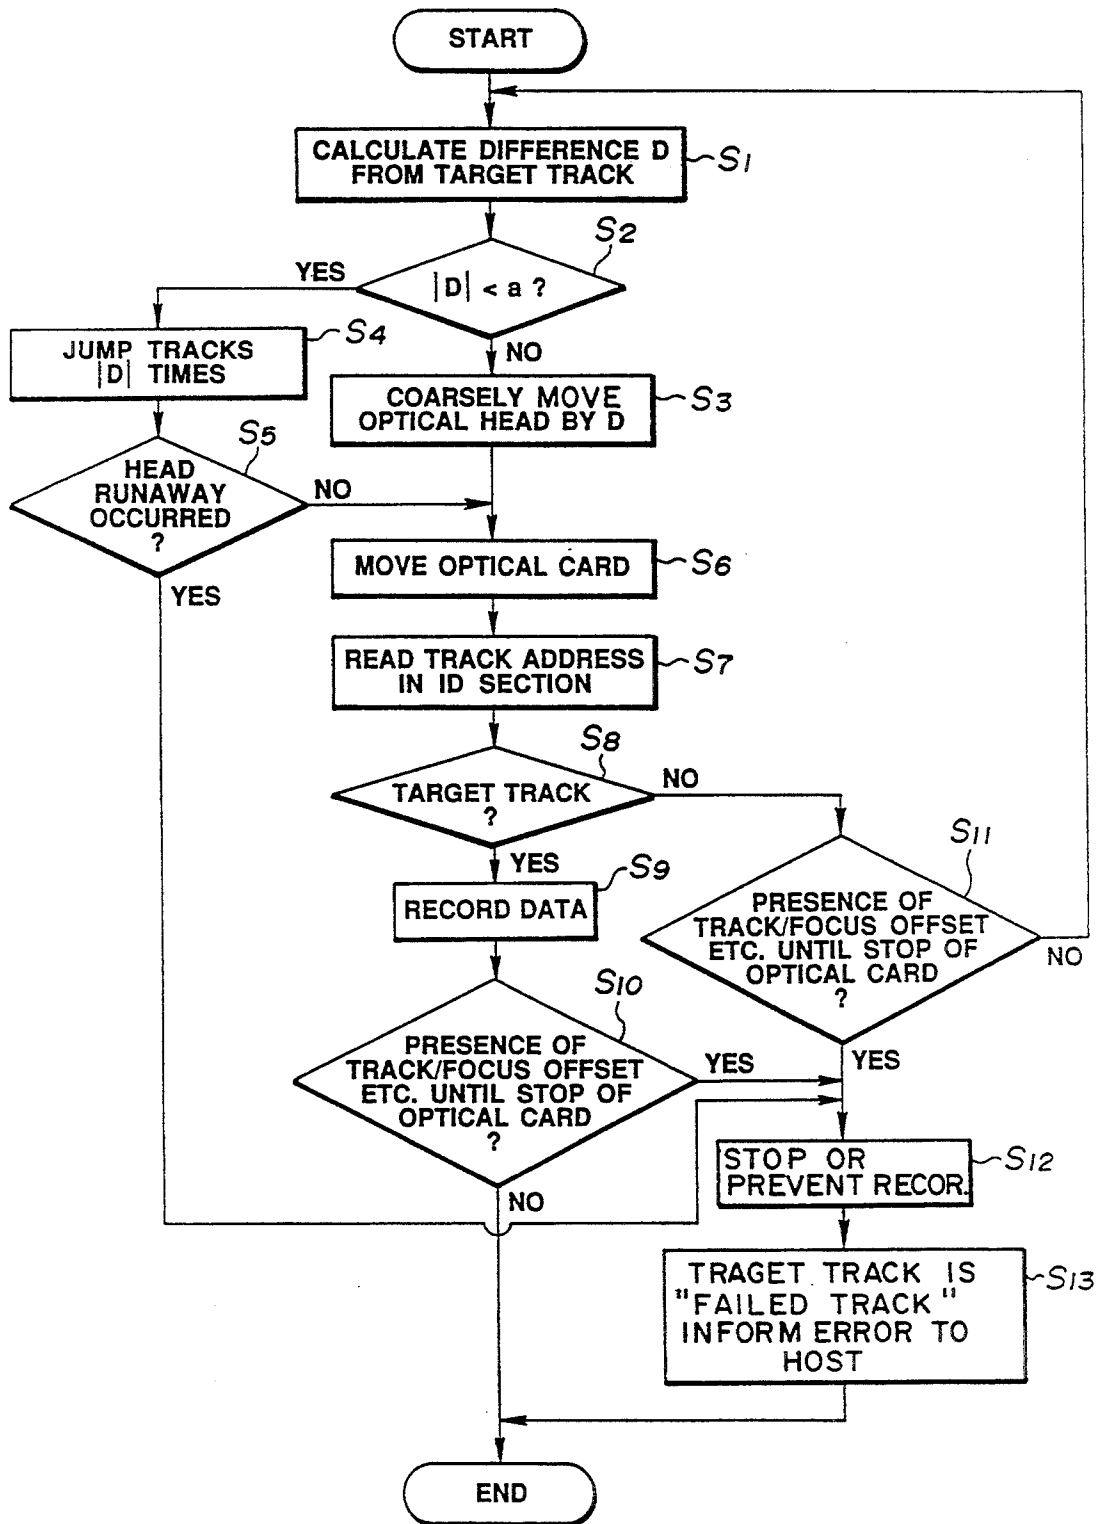 START
CALCULATE DIFFERENCE D
FROM TARGET TRACK
S1
S2
|D| < a ?
YES
NO
S4
JUMP TRACKS
|D| TIMES
COARSELY MOVE
OPTICAL HEAD BY D
S3
S5
HEAD
RUNAWAY
OCCURRED
?
NO
YES
MOVE OPTICAL CARD
S6
READ TRACK ADDRESS
IN ID SECTION
S7
S8
TARGET TRACK
?
NO
YES
RECORD DATA
S9
S11
PRESENCE OF
TRACK/FOCUS OFFSET
ETC. UNTIL STOP OF
OPTICAL CARD
?
NO
YES
S10
PRESENCE OF
TRACK/FOCUS OFFSET
ETC. UNTIL STOP OF
OPTICAL CARD
?
YES
NO
STOP OR
PREVENT RECOR.
S12
TRAGET TRACK IS
"FAILED TRACK"
INFORM ERROR TO
HOST
S13
END